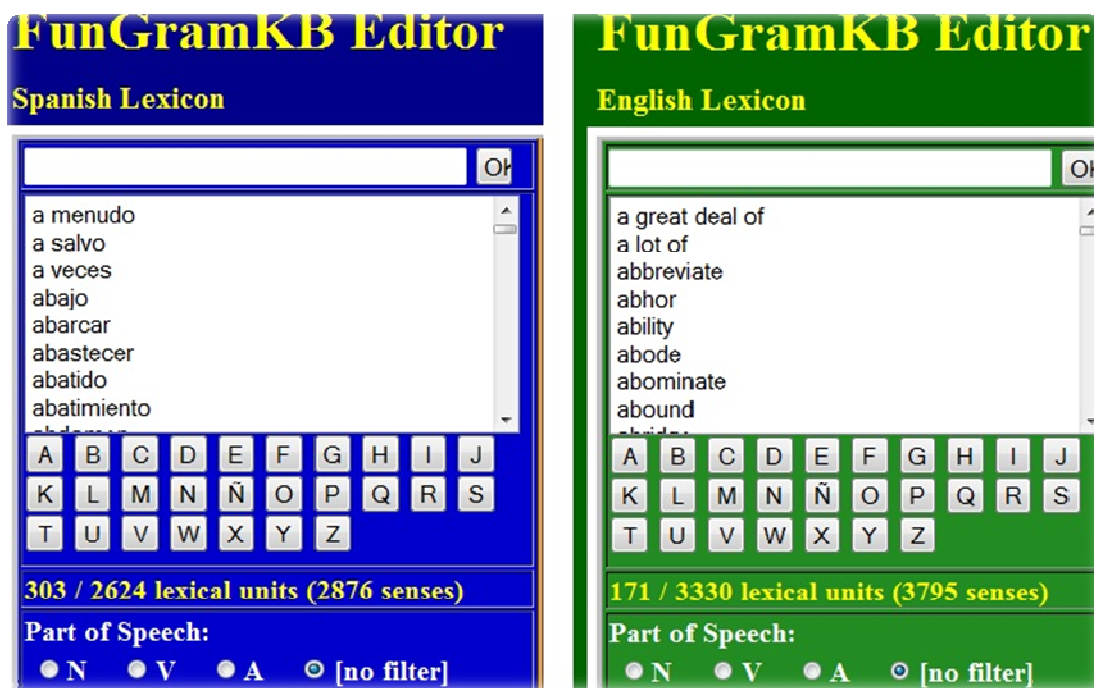 FunGramKB Editor
Spanish Lexicon
OK
a menudo
a salvo
a veces
abajo
abarcar
abastecer
abatido
abatimiento
A B C D E F G H I J
K L M N Ñ O P Q R S
T U V W X Y Z
303 / 2624 lexical units (2876 senses)
Part of Speech:
N V A [no filter]
FunGramKB Editor
English Lexicon
OK
a great deal of
a lot of
abbreviate
abhor
ability
abode
abominate
abound
A B C D E F G H I J
K L M N Ñ O P Q R S
T U V W X Y Z
171 / 3330 lexical units (3795 senses)
Part of Speech:
N V A [no filter]